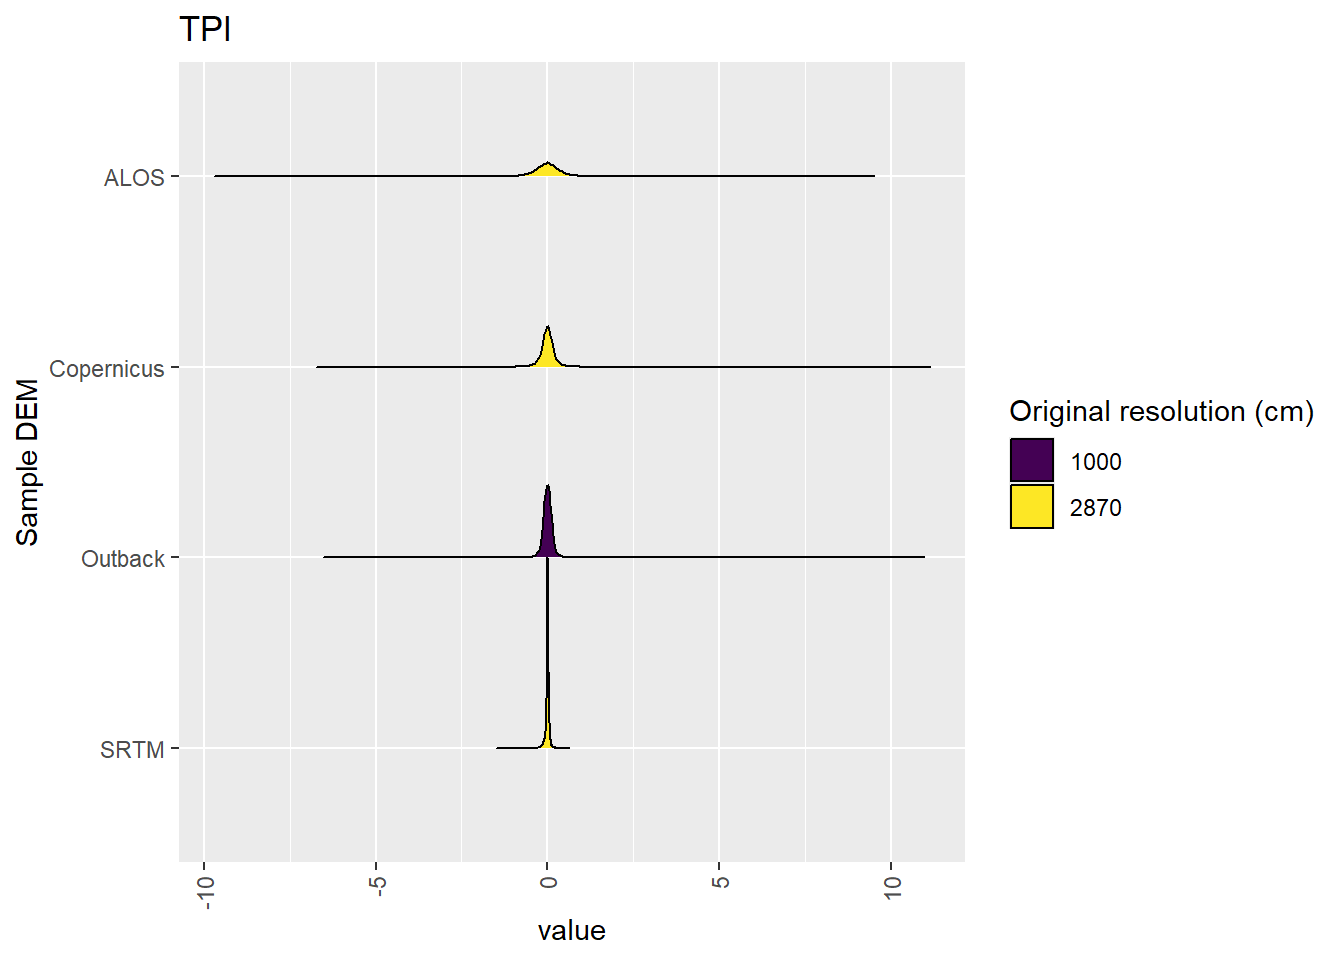 TPI
ALOS
Copernicus
Outback
SRTM
Sample DEM
-10
-5
0
5
10
value
Original resolution (cm)
1000
2870